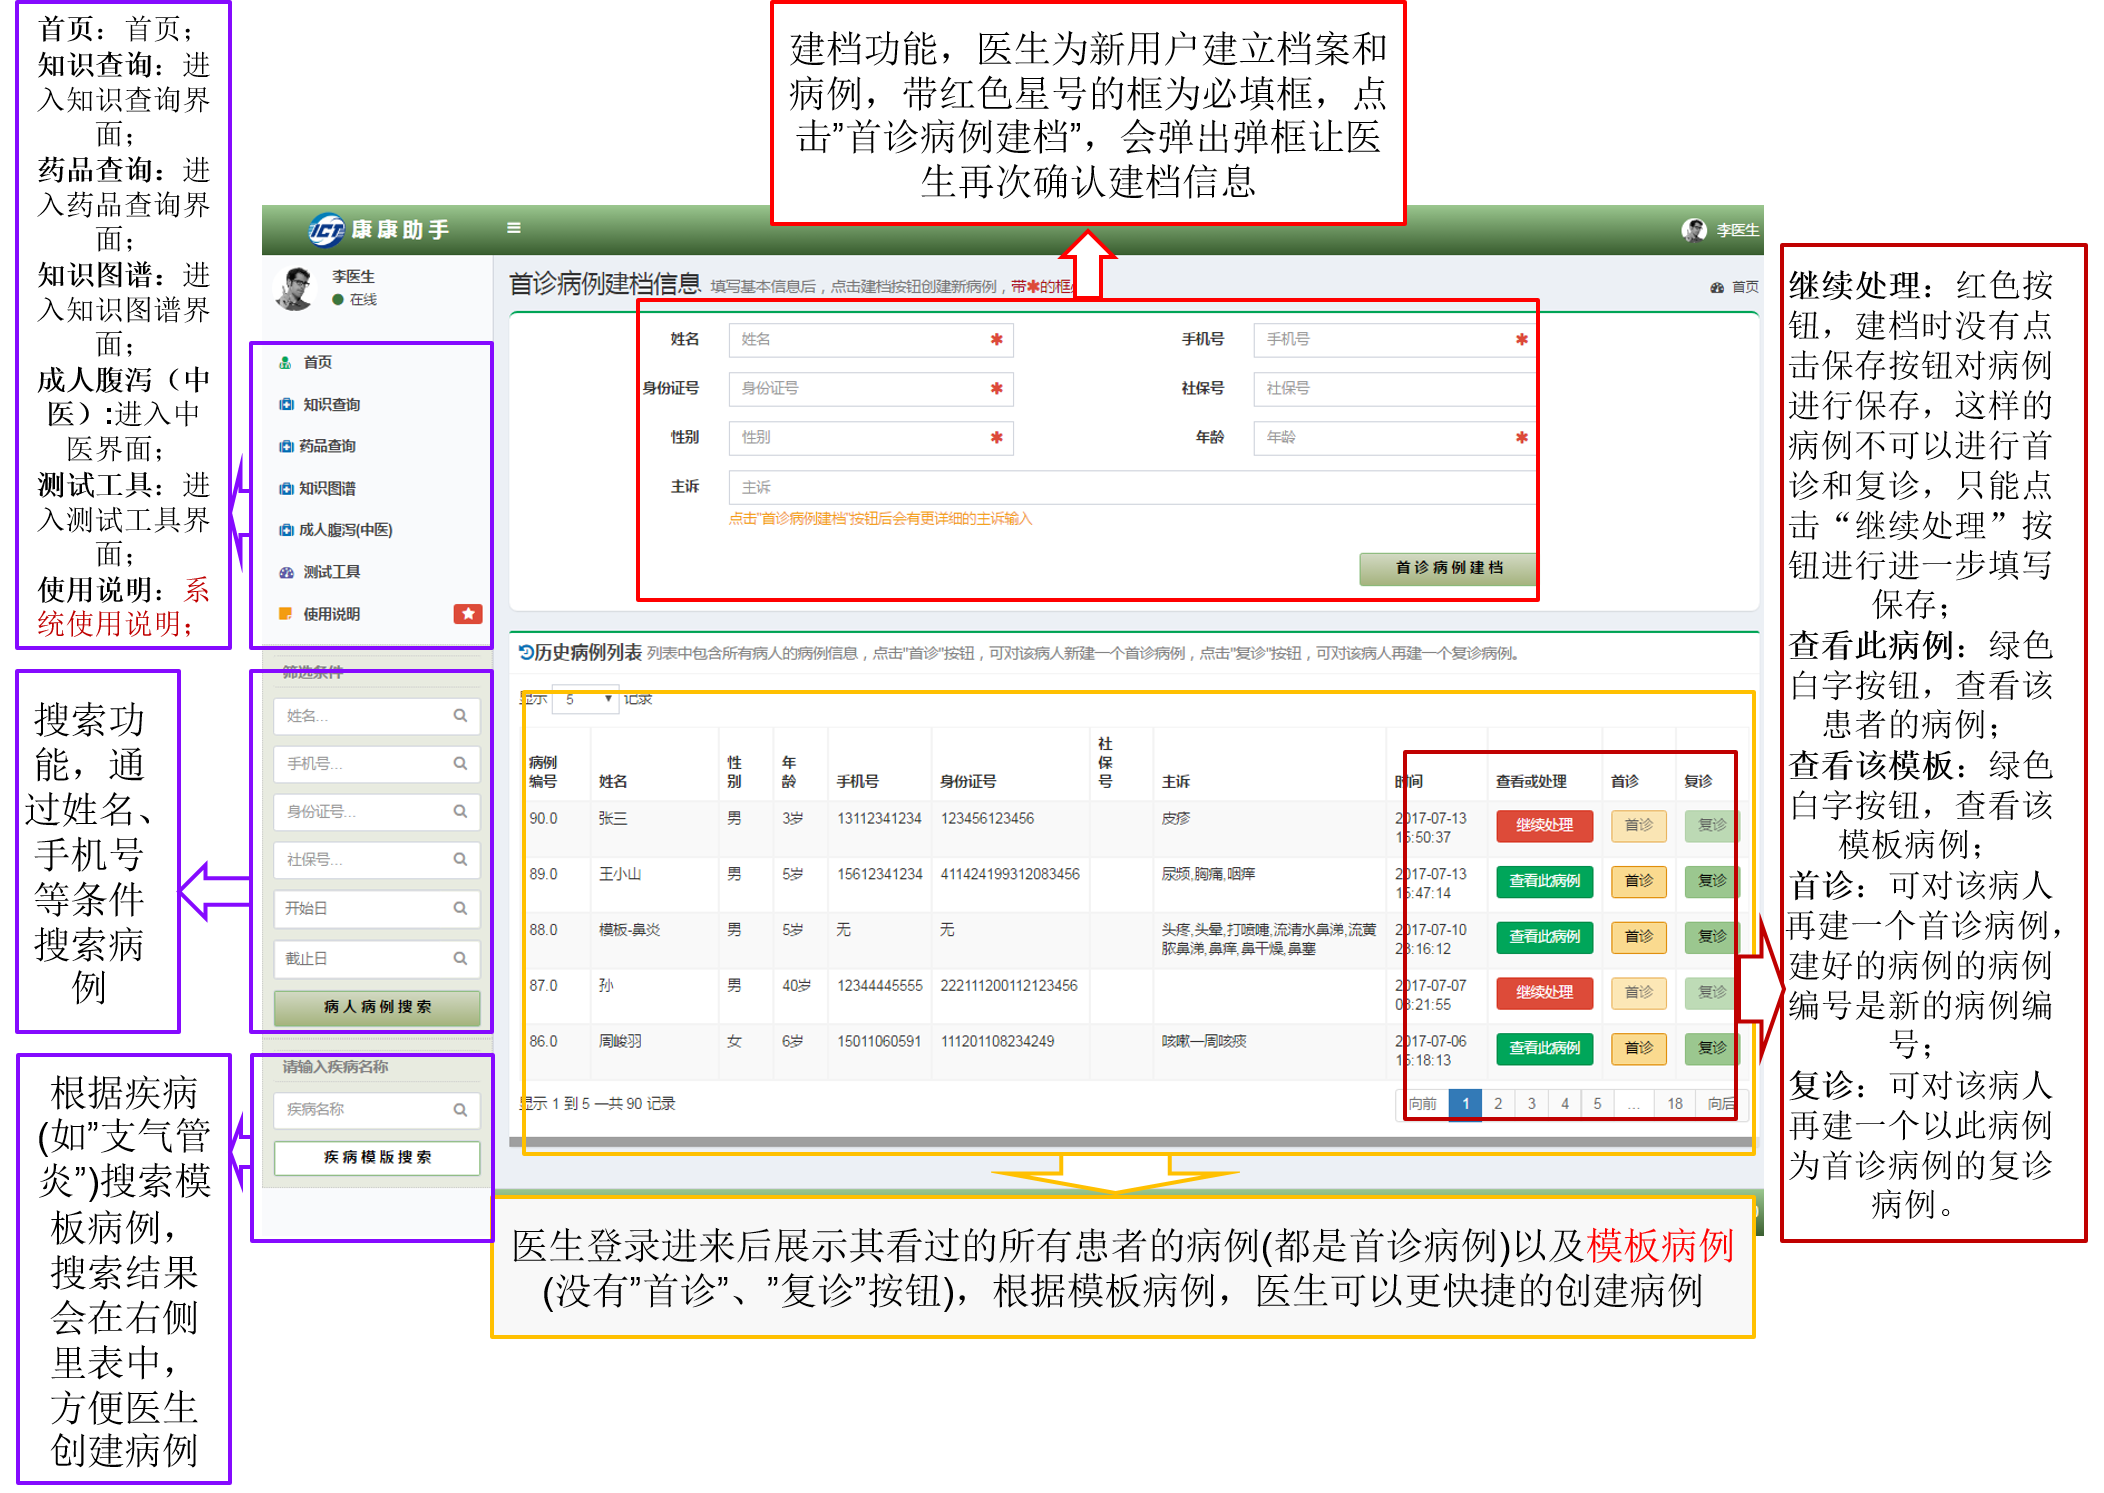 首页：首页；
知识查询：进
入知识查询界
面；
药品查询：进
入药品查询界
面；
知识图谱：进
入知识图谱界
面；
成人腹泻（中
医）:进入中
医界面；
测试工具：进
入测试工具界
面；
使用说明：系
统使用说明；
搜索功
能，通
过姓名、
手机号
等条件
搜索病
例
根据疾病
(如”支气管
炎”)搜索模
板病例，
搜索结果
会在右侧
里表中，
方便医生
创建病例
建档功能，医生为新用户建立档案和
病例，带红色星号的框为必填框，点
击”首诊病例建档”，会弹出弹框让医
生再次确认建档信息
ICT 康康助手
李医生
李医生
在线
首页
知识查询
药品查询
知识图谱
成人腹泻(中医)
测试工具
使用说明
筛选条件
姓名...
手机号...
身份证号...
社保号...
开始日
截止日
病人病例搜索
请输入疾病名称
疾病名称
疾病模版搜索
首诊病例建档信息 填写基本信息后，点击建档按钮创建新病例，带✱的框
首页
姓名 姓名 ✱ 手机号 手机号 ✱
身份证号 身份证号 ✱ 社保号 社保号
性别 性别 ✱ 年龄 年龄 ✱
主诉 主诉
点击"首诊病例建档"按钮后会有更详细的主诉输入
首诊病例建档
历史病例列表 列表中包含所有病人的病例信息，点击"首诊"按钮，可对该病人新建一个首诊病例，点击"复诊"按钮，可对该病人再建一个复诊病例。
显示 5 记录
病例编号 姓名 性别 年龄 手机号 身份证号 社保号 主诉 时间 查看或处理 首诊 复诊
90.0 张三 男 3岁 13112341234 123456123456 皮疹 2017-07-13 15:50:37 继续处理 首诊 复诊
89.0 王小山 男 5岁 15612341234 411424199312083456 尿频,胸痛,咽痒 2017-07-13 15:47:14 查看此病例 首诊 复诊
88.0 模板-鼻炎 男 5岁 无 无 头疼,头晕,打喷嚏,流清水鼻涕,流黄脓鼻涕,鼻痒,鼻干燥,鼻塞 2017-07-10 23:16:12 查看此病例 首诊 复诊
87.0 孙 男 40岁 12344445555 222111200112123456 2017-07-07 03:21:55 继续处理 首诊 复诊
86.0 周峻羽 女 6岁 15011060591 111201108234249 咳嗽一周咳痰 2017-07-06 15:18:13 查看此病例 首诊 复诊
显示 1 到 5 —共 90 记录
向前 1 2 3 4 5 ... 18 向后
医生登录进来后展示其看过的所有患者的病例(都是首诊病例)以及模板病例
(没有”首诊”、”复诊”按钮)，根据模板病例，医生可以更快捷的创建病例
继续处理：红色按
钮，建档时没有点
击保存按钮对病例
进行保存，这样的
病例不可以进行首
诊和复诊，只能点
击“继续处理”按
钮进行进一步填写
保存；
查看此病例：绿色
白字按钮，查看该
患者的病例；
查看该模板：绿色
白字按钮，查看该
模板病例；
首诊：可对该病人
再建一个首诊病例，
建好的病例的病例
编号是新的病例编
号；
复诊：可对该病人
再建一个以此病例
为首诊病例的复诊
病例。